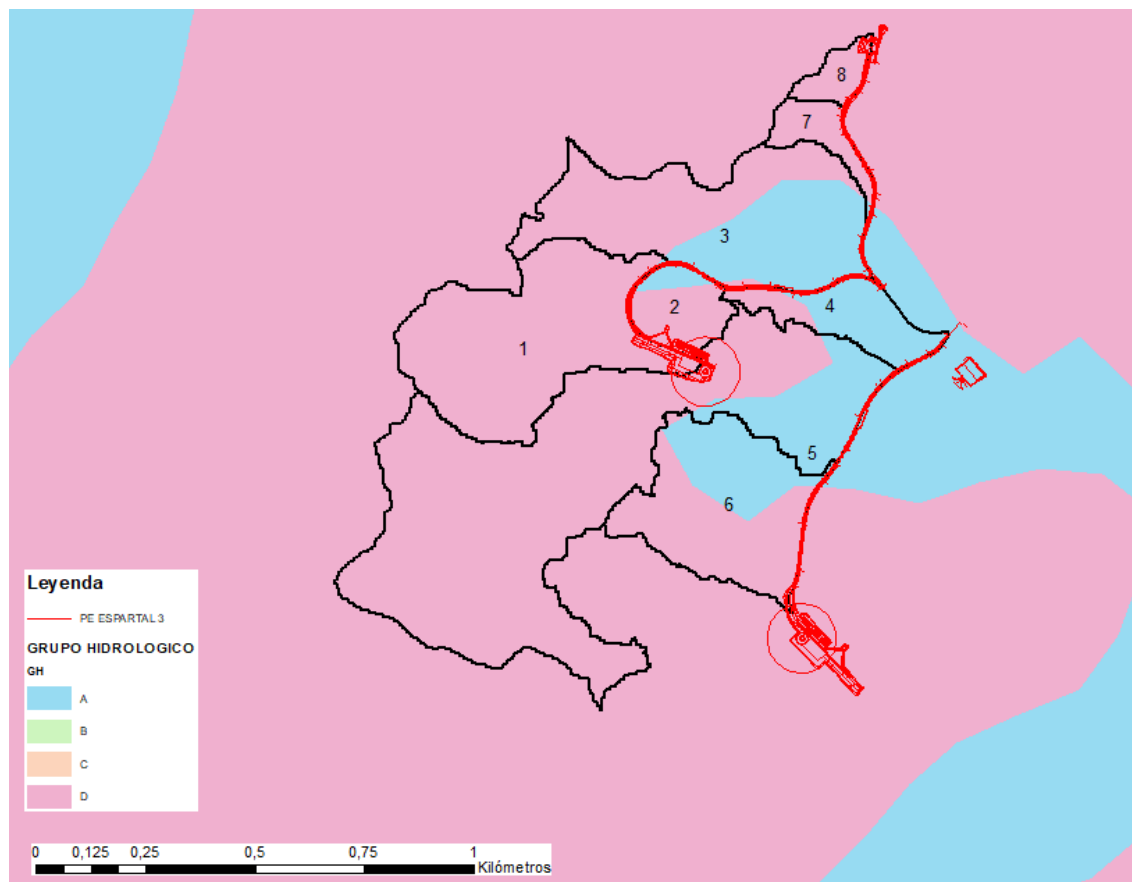 8
7
3
4
2
1
5
6
Leyenda
PE ESPARTAL 3
GRUPO HIDROLOGICO
GH
A
B
C
D
0 0,125 0,25 0,5 0,75 1
Kilómetros